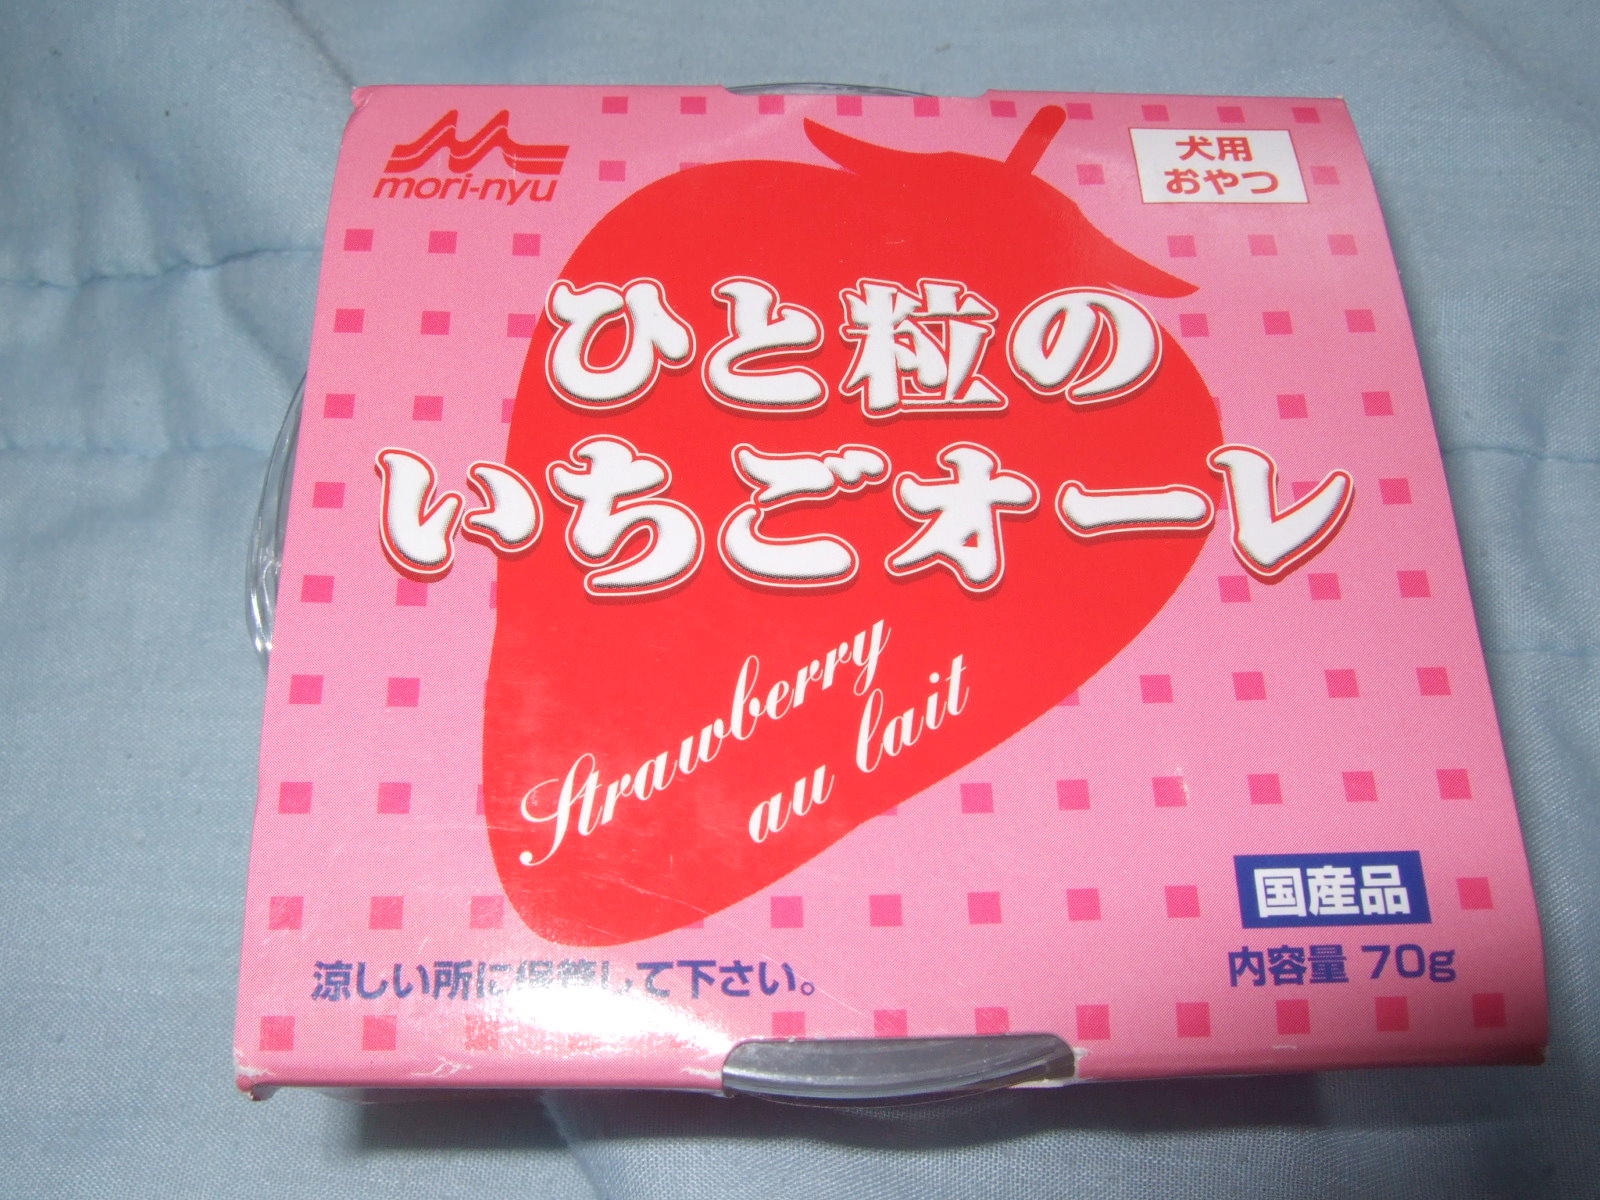 mori-nyu
犬用
おやつ
ひと粒の
いちごオーレ
Strawberry
au lait
国産品
涼しい所に保管して下さい。
内容量 70g